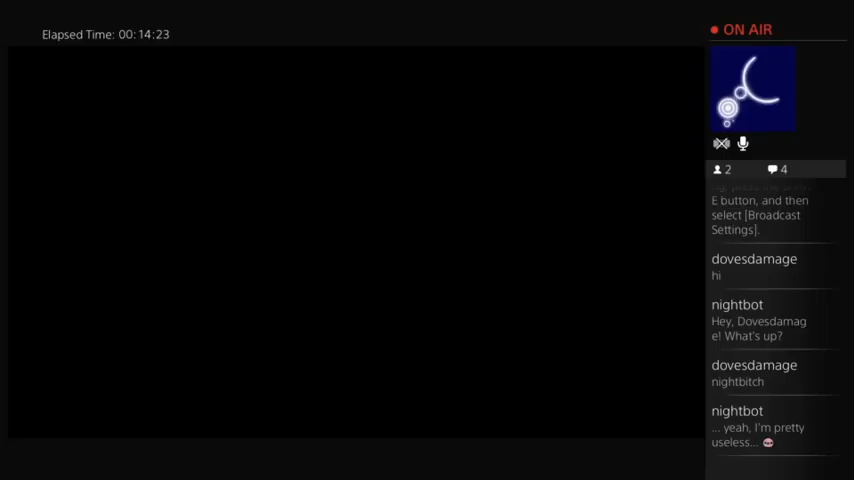 Elapsed Time: 00:14:23
ON AIR
2
4
E button, and then
select [Broadcast
Settings].
dovesdamage
hi
nightbot
Hey, Dovesdamag
e! What's up?
dovesdamage
nightbitch
nightbot
... yeah, I'm pretty
useless...